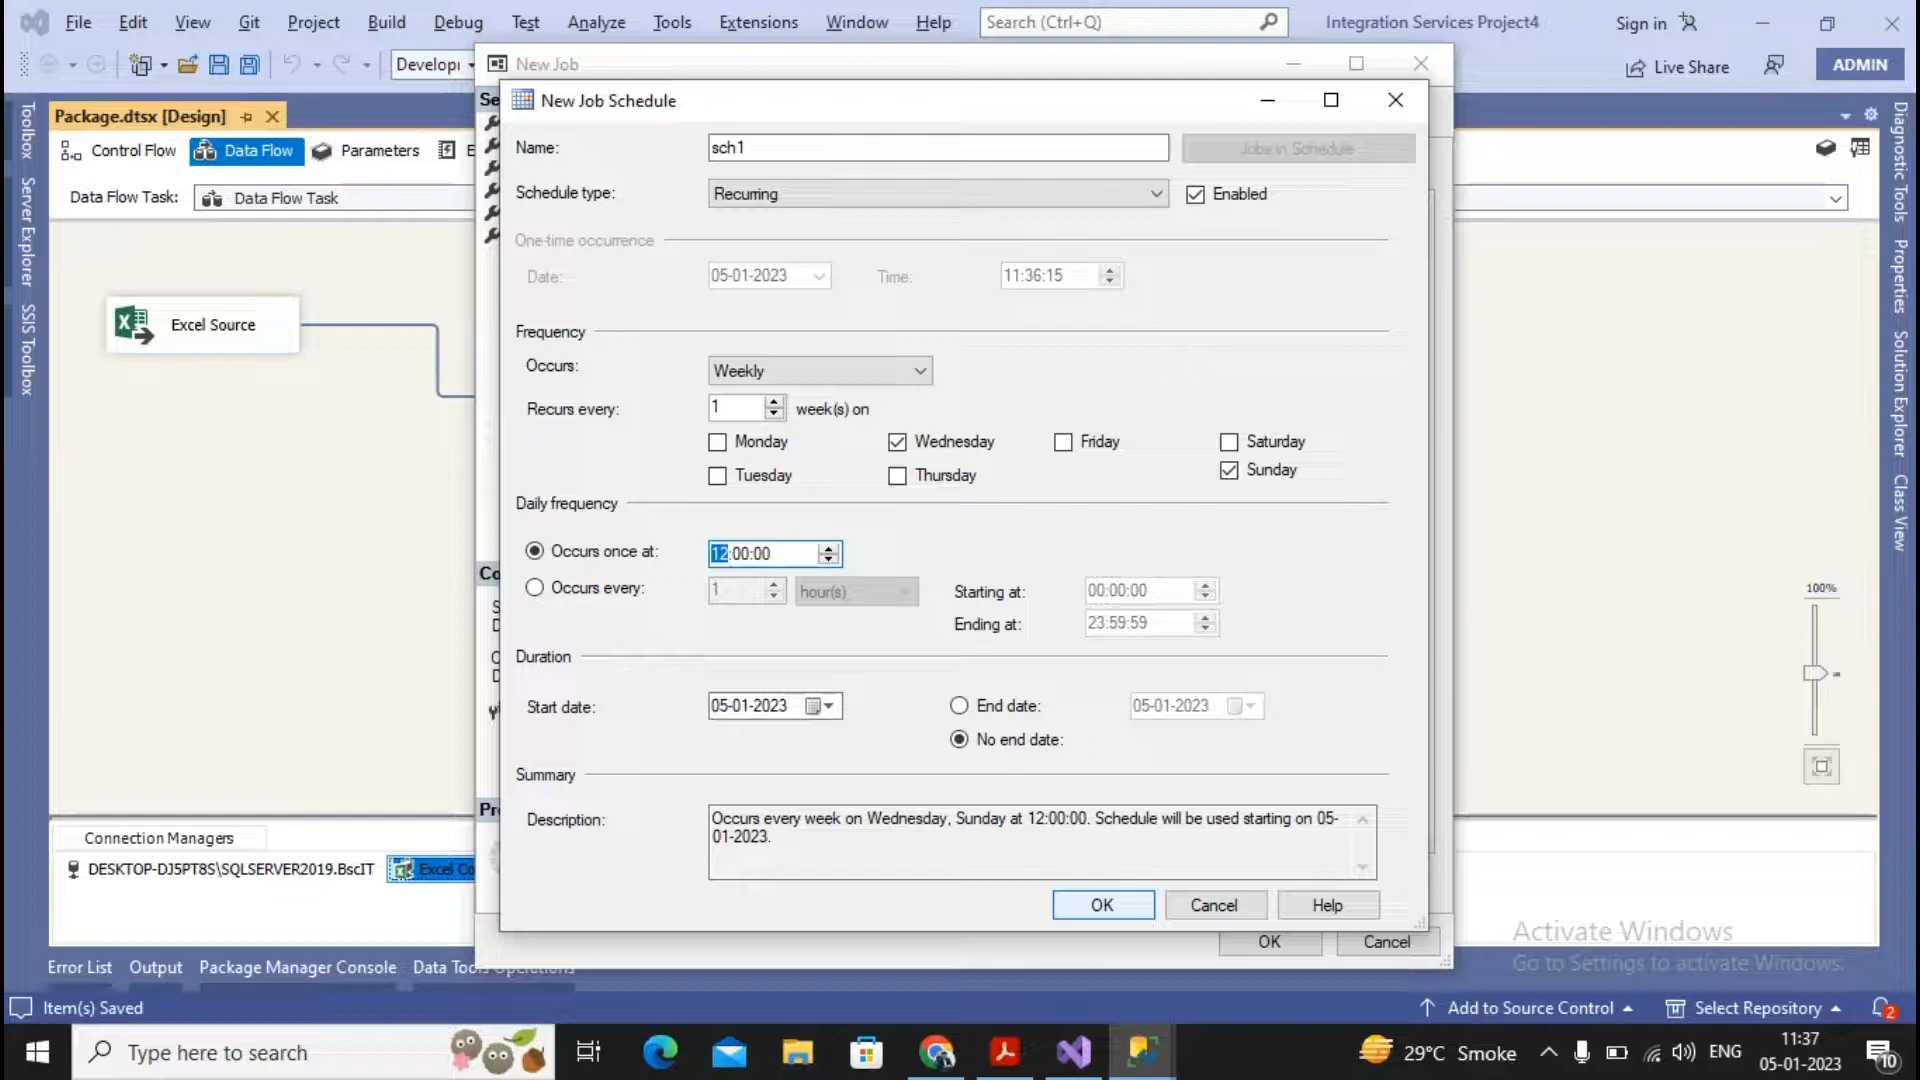 File Edit View Git Project Build Debug Test Analyze Tools Extensions Window Help Search (Ctrl+Q) Integration Services Project4 Sign in
Live Share ADMIN
New Job
New Job Schedule
Package.dtsx [Design]
Control Flow Data Flow Parameters
Data Flow Task: Data Flow Task
Toolbox
Server Explorer
SSIS Toolbox
Excel Source
Name: sch1 Jobs in Schedule
Schedule type: Recurring Enabled
One-time occurrence
Date: 05-01-2023 Time: 11:36:15
Frequency
Occurs: Weekly
Recurs every: 1 week(s) on
Monday Wednesday Friday Saturday
Tuesday Thursday Sunday
Daily frequency
Occurs once at: 12:00:00
Occurs every: 1 hour(s) Starting at: 00:00:00
Ending at: 23:59:59
Duration
Start date: 05-01-2023 End date: 05-01-2023
No end date:
Summary
Description: Occurs every week on Wednesday, Sunday at 12:00:00. Schedule will be used starting on 05-
01-2023.
OK Cancel Help
OK Cancel
Diagnostic Tools
Properties
Solution Explorer
Class View
100%
Connection Managers
DESKTOP-DJ5PT8S\SQLSERVER2019.BscIT Excel
Activate Windows
Go to Settings to activate Windows.
Error List Output Package Manager Console Data Tools Operations
Item(s) Saved Add to Source Control Select Repository 2
Type here to search 29°C Smoke ENG 11:37
05-01-2023 10